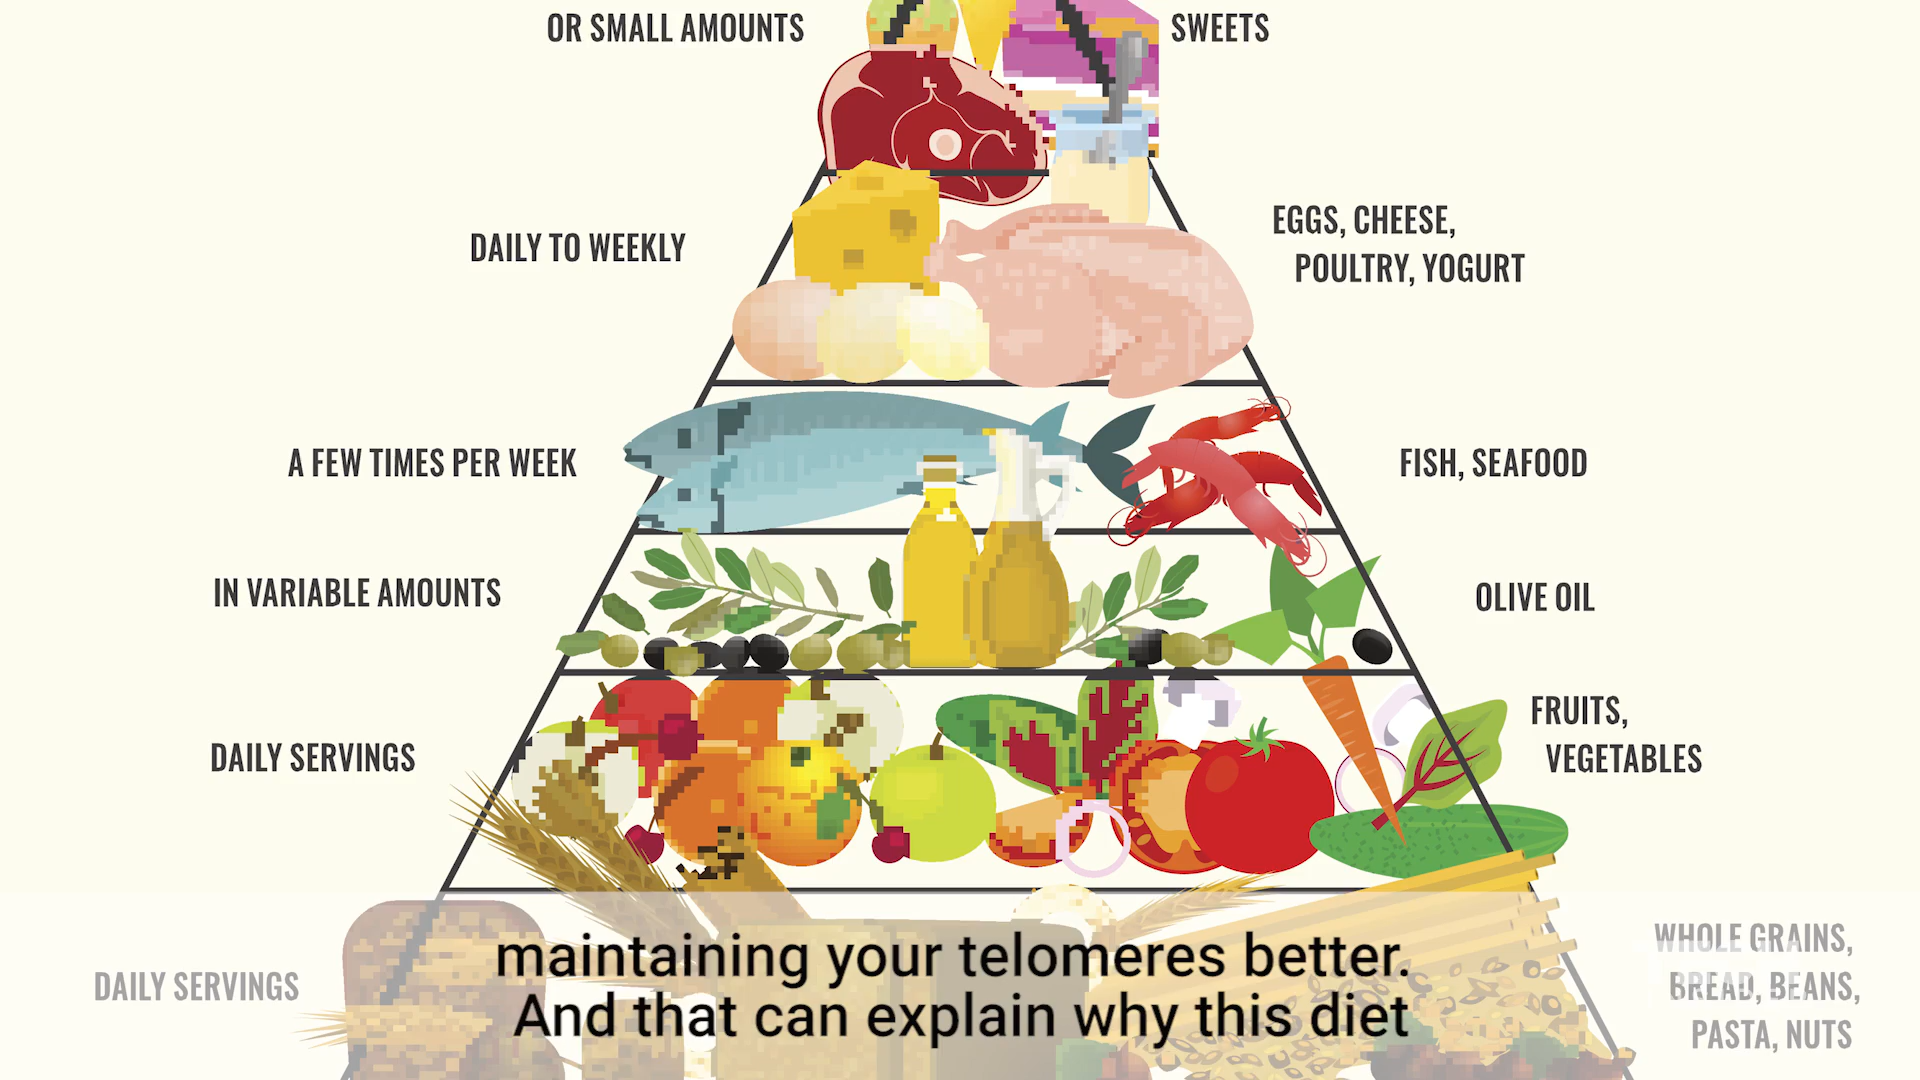 OR SMALL AMOUNTS
SWEETS
DAILY TO WEEKLY
EGGS, CHEESE,
POULTRY, YOGURT
A FEW TIMES PER WEEK
FISH, SEAFOOD
IN VARIABLE AMOUNTS
OLIVE OIL
DAILY SERVINGS
FRUITS,
VEGETABLES
DAILY SERVINGS
WHOLE GRAINS,
BREAD, BEANS,
PASTA, NUTS
maintaining your telomeres better.
And that can explain why this diet